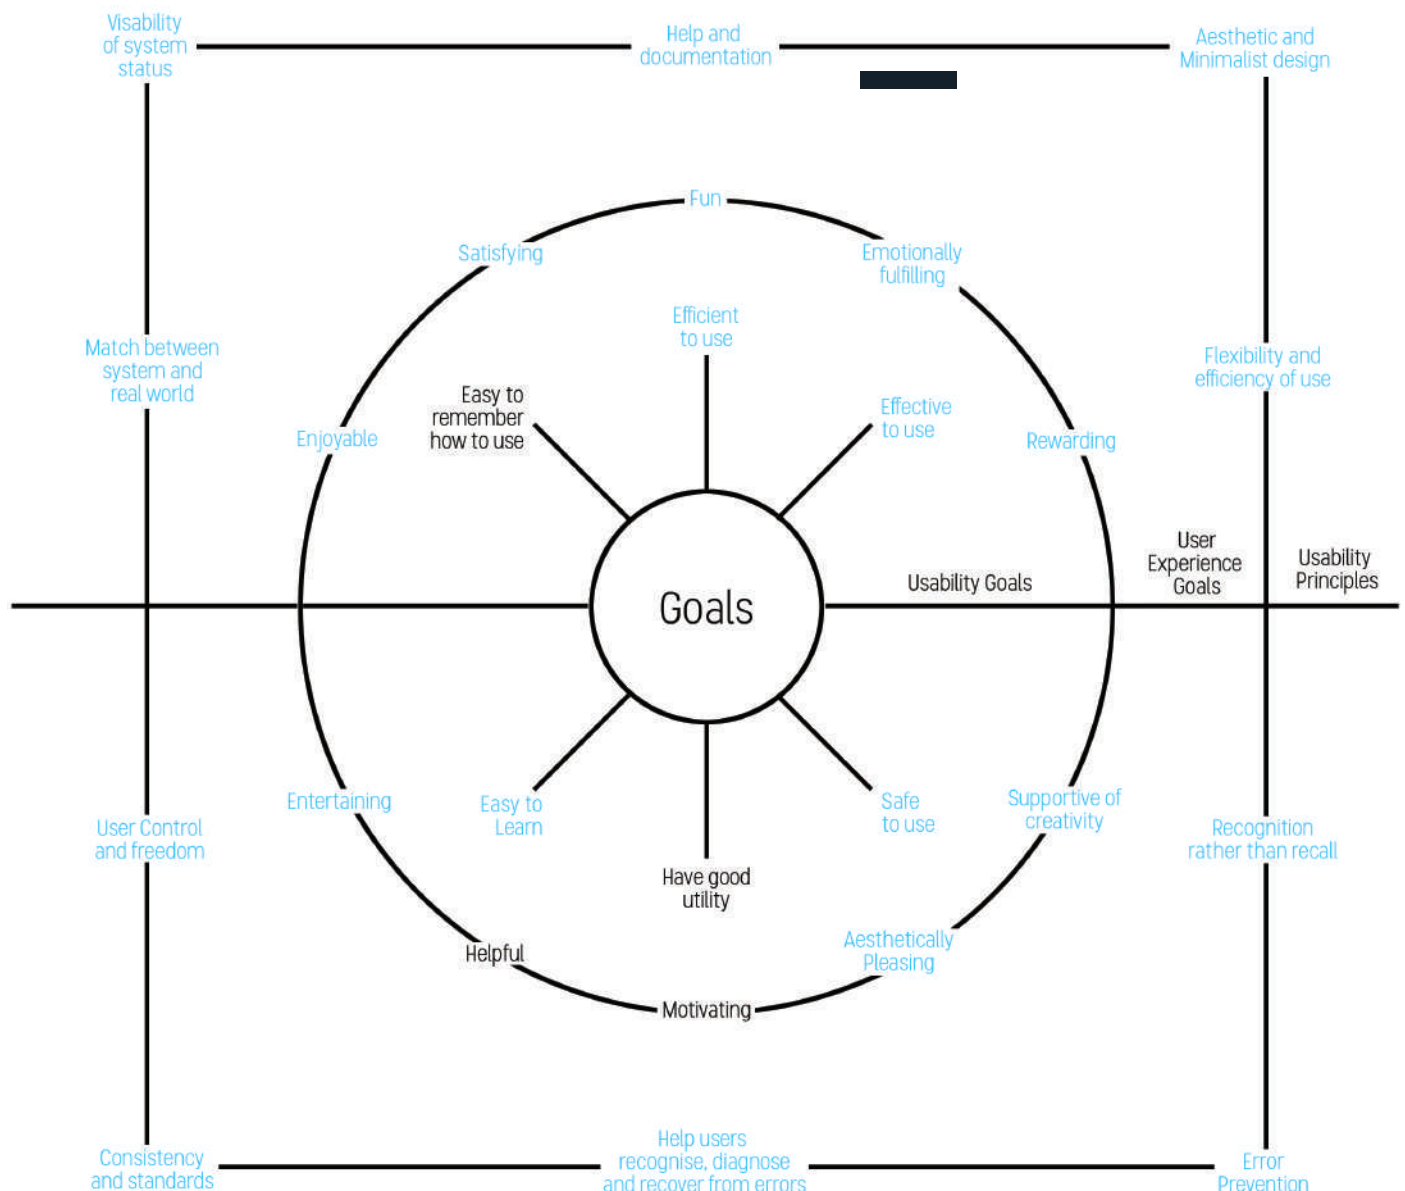 Visability
of system
status
Help and
documentation
Aesthetic and
Minimalist design
Fun
Satisfying
Emotionally
fulfilling
Efficient
to use
Match between
system and
real world
Flexibility and
efficiency of use
Easy to
remember
how to use
Effective
to use
Enjoyable
Rewarding
User
Experience
Goals
Usability
Principles
Usability Goals
Goals
Entertaining
Easy to
Learn
Safe
to use
Supportive of
creativity
User Control
and freedom
Recognition
rather than recall
Have good
utility
Helpful
Aesthetically
Pleasing
Motivating
Consistency
and standards
Help users
recognise, diagnose
and recover from errors
Error
Prevention